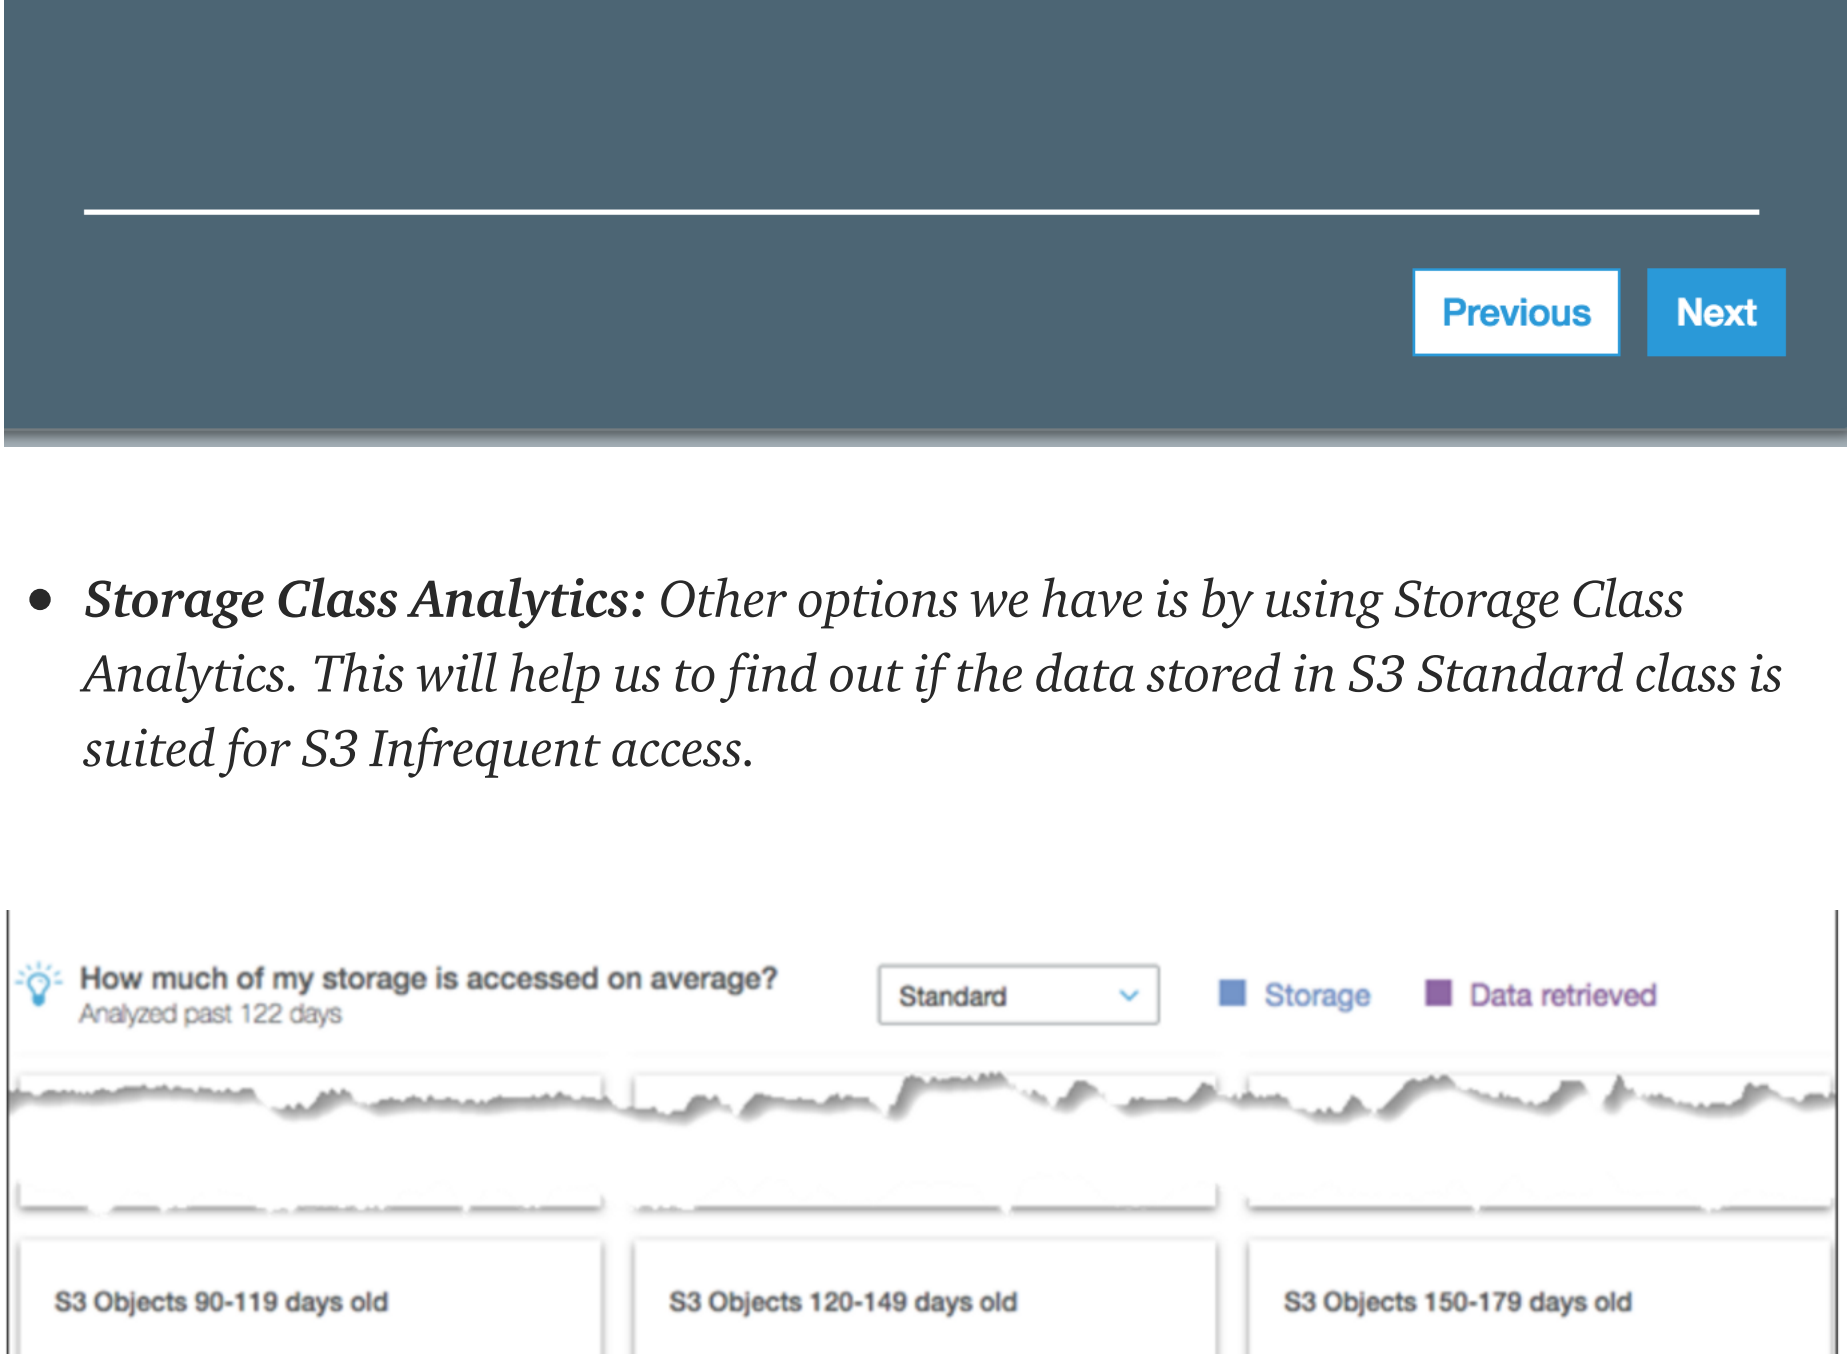 Previous Next
• Storage Class Analytics: Other options we have is by using Storage Class
Analytics. This will help us to find out if the data stored in S3 Standard class is
suited for S3 Infrequent access.
How much of my storage is accessed on average?
Analyzed past 122 days
Standard
Storage
Data retrieved
S3 Objects 90-119 days old
S3 Objects 120-149 days old
S3 Objects 150-179 days old